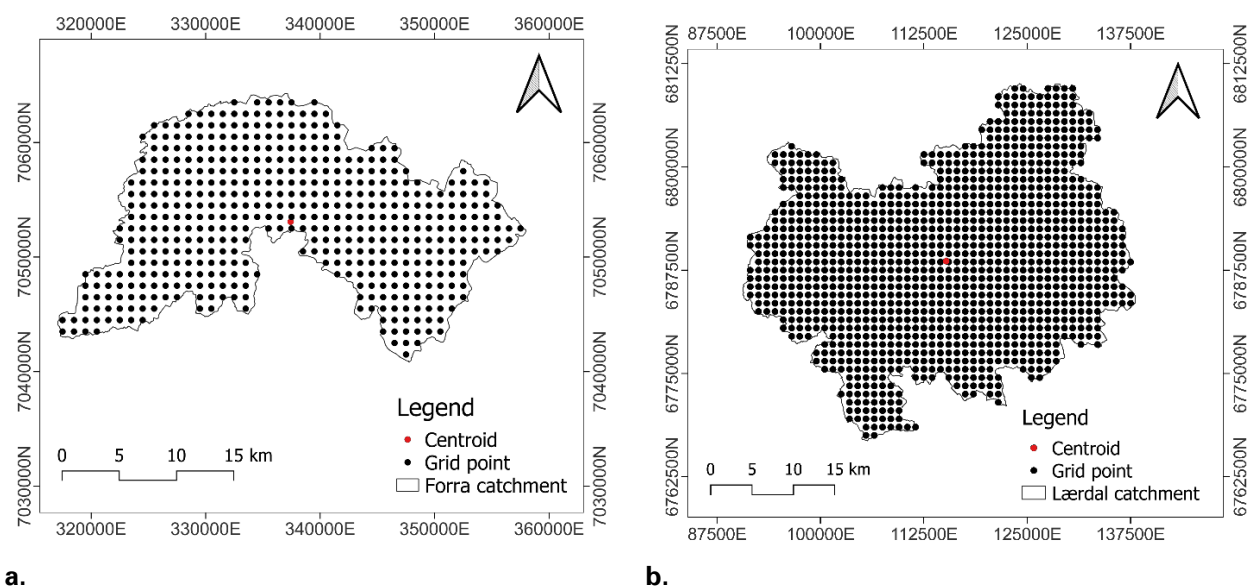 320000E 330000E 340000E 350000E 360000E
7060000N
7050000N
7040000N
7030000N
7060000N
7050000N
7040000N
7030000N
Legend
Centroid
Grid point
Forra catchment
0 5 10 15 km
320000E 330000E 340000E 350000E 360000E
a.
87500E 100000E 112500E 125000E 137500E
6812500N
6800000N
6787500N
6775000N
6762500N
6812500N
6800000N
6787500N
6775000N
6762500N
Legend
Centroid
Grid point
Lærdal catchment
0 5 10 15 km
87500E 100000E 112500E 125000E 137500E
b.